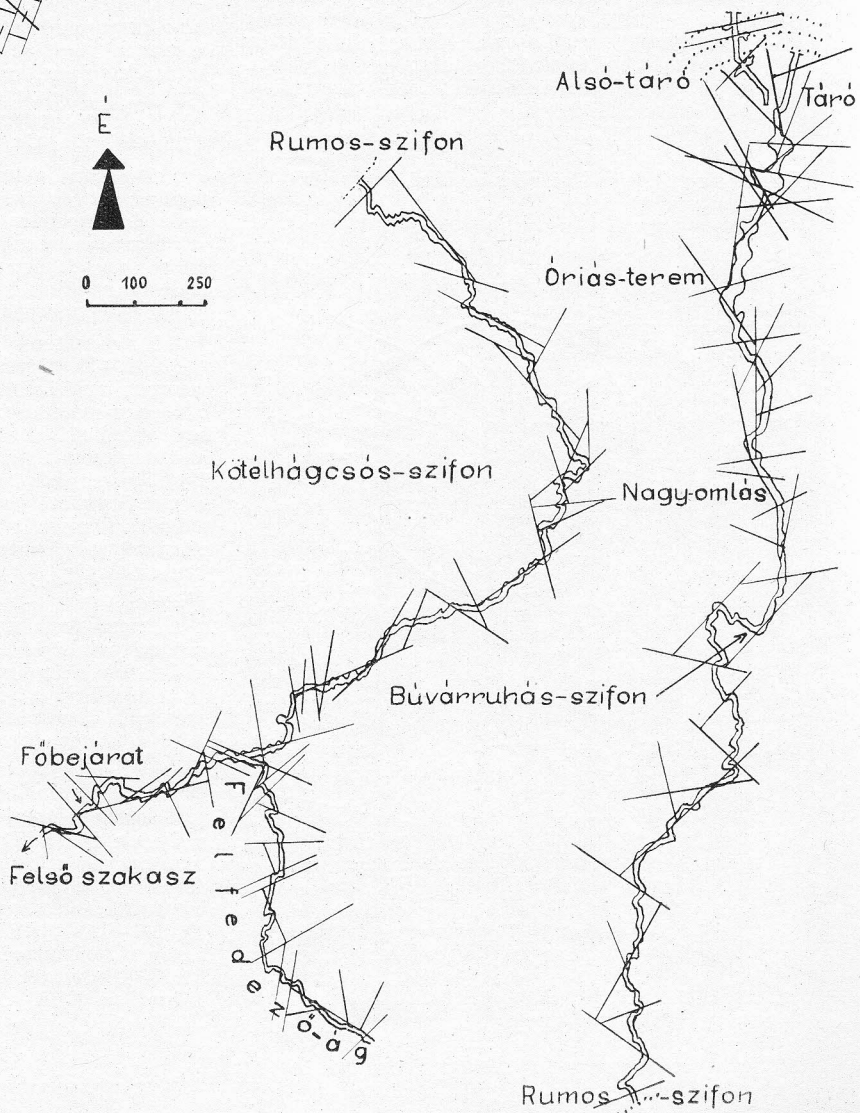 Alsó-táró
Táró
É
Rumos-szifon
0 100 250
Óriás-terem
Kötélhágcsós-szifon
Nagy-omlás
Búvárruhás-szifon
Főbejárat
Felső szakasz
Felfedező-ág
Rumos-szifon